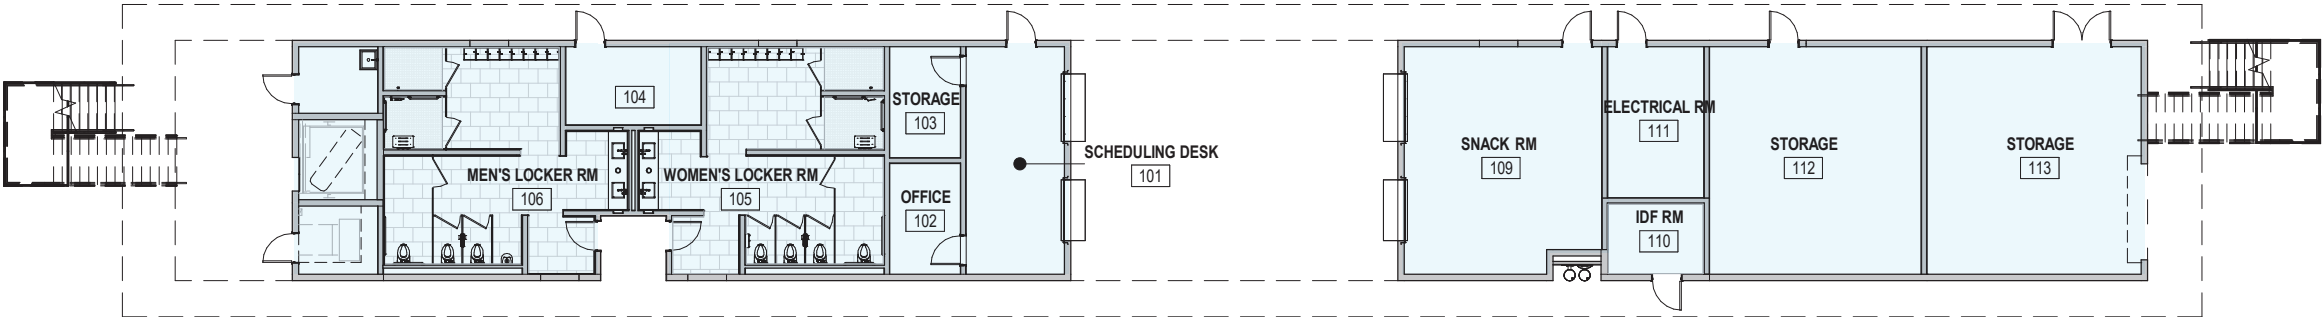 104
STORAGE
103
MEN'S LOCKER RM
106
WOMEN'S LOCKER RM
105
OFFICE
102
SCHEDULING DESK
101
SNACK RM
109
ELECTRICAL RM
111
IDF RM
110
STORAGE
112
STORAGE
113